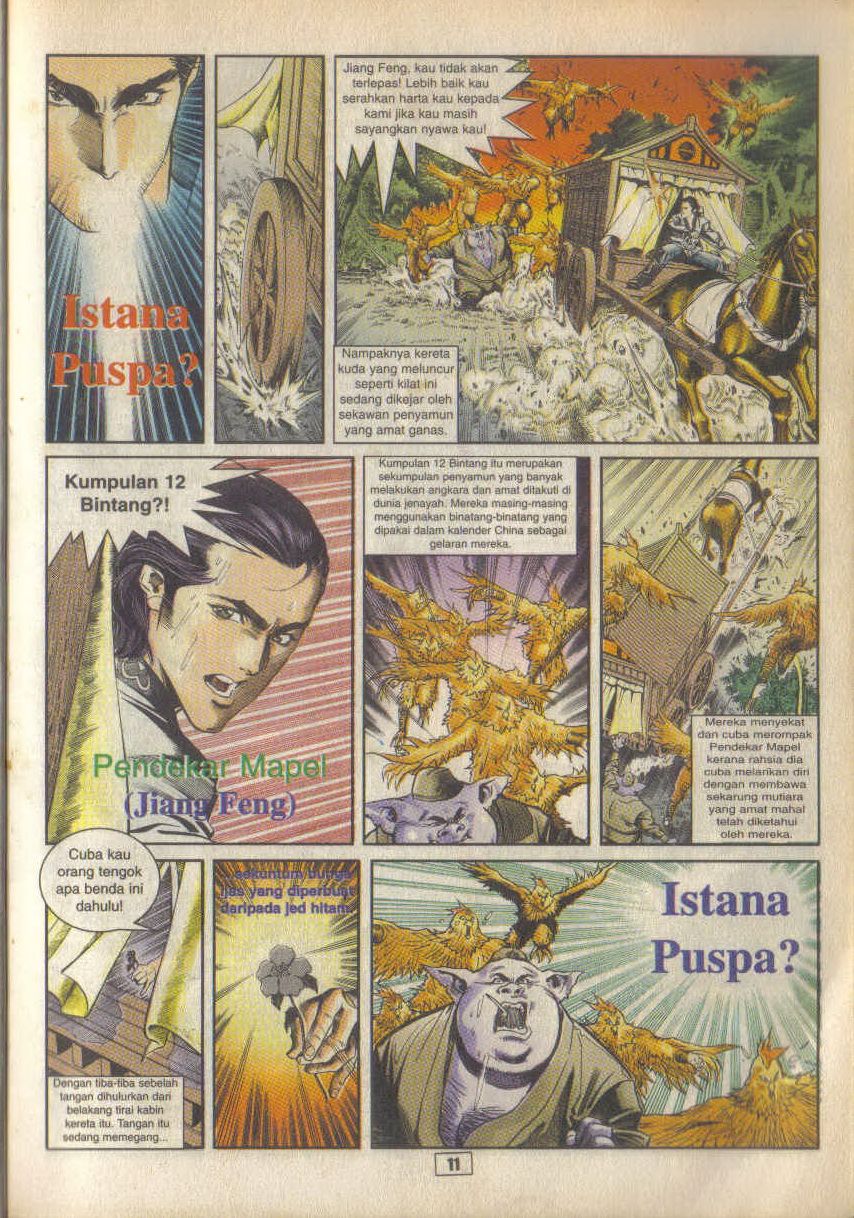 Istana
Puspa?
Jiang Feng, kau tidak akan
terlepas! Lebih baik kau
serahkan harta kau kepada
kami jika kau masih
sayangkan nyawa kau!
Nampaknya kereta
kuda yang meluncur
seperti kilat ini
sedang dikejar oleh
sekawan penyamun
yang amat ganas.
Kumpulan 12
Bintang?!
Pendekar Mapel
(Jiang Feng)
Kumpulan 12 Bintang itu merupakan
sekumpulan penyamun yang banyak
melakukan angkara dan amat ditakuti di
dunia jenayah. Mereka masing-masing
menggunakan binatang-binatang yang
dipakai dalam kalender China sebagai
gelaran mereka.
Mereka menyekat
dan cuba merompak
Pendekar Mapel
kerana rahsia dia
cuba melarikan diri
dengan membawa
sekarung mutiara
yang amat mahal
telah diketahui
oleh mereka.
Cuba kau
orang tengok
apa benda ini
dahulu!
Dengan tiba-tiba sebelah
tangan dihulurkan dari
belakang tirai kabin
kereta itu. Tangan itu
sedang memegang...
...sekuntum bunga
yang diperbuat
daripada jed hitam.
Istana
Puspa?
11